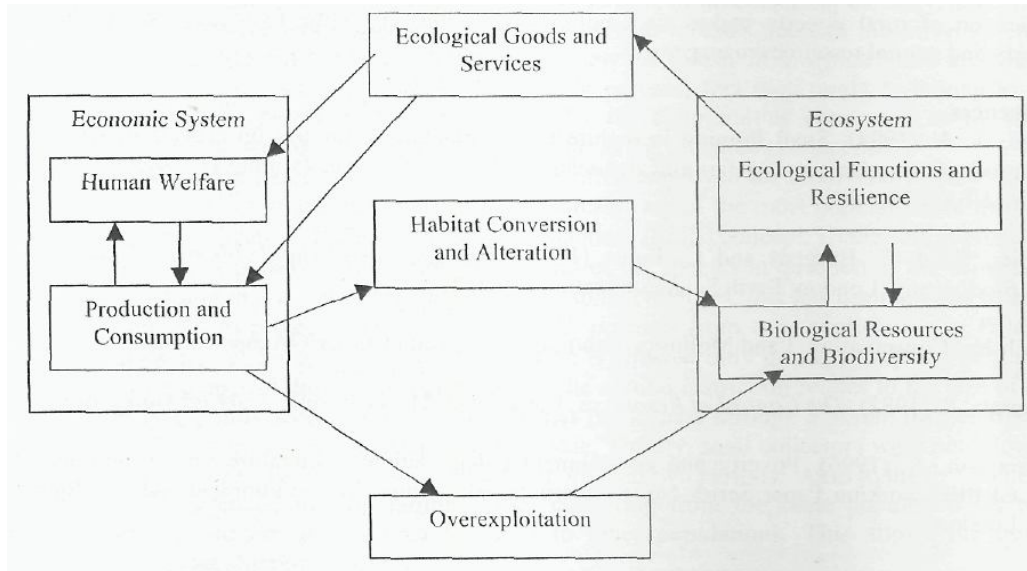 Ecological Goods and
Services
Economic System
Human Welfare
Production and
Consumption
Habitat Conversion
and Alteration
Overexploitation
Ecosystem
Ecological Functions and
Resilience
Biological Resources
and Biodiversity